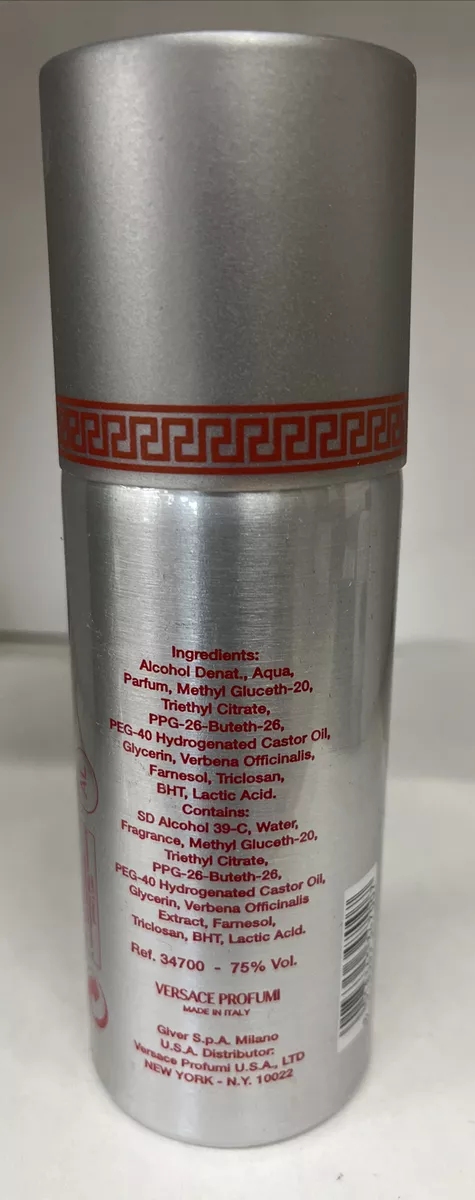 Ingredients:
Alcohol Denat., Aqua,
Parfum, Methyl Gluceth-20,
Triethyl Citrate,
PPG-26-Buteth-26,
PEG-40 Hydrogenated Castor Oil,
Glycerin, Verbena Officinalis,
Farnesol, Triclosan,
BHT, Lactic Acid.
Contains:
SD Alcohol 39-C, Water,
Fragrance, Methyl Gluceth-20,
Triethyl Citrate,
PPG-26-Buteth-26,
PEG-40 Hydrogenated Castor Oil,
Glycerin, Verbena Officinalis
Extract, Farnesol,
Triclosan, BHT, Lactic Acid.
Ref. 34700 - 75% Vol.
VERSACE PROFUMI
MADE IN ITALY
Giver S.p.A. Milano
U.S.A. Distributor:
Versace Profumi U.S.A., LTD
NEW YORK - N.Y. 10022